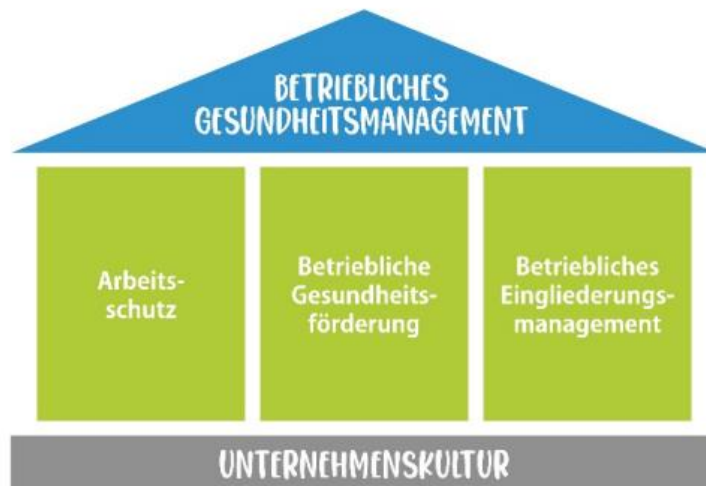 BETRIEBLICHES
GESUNDHEITSMANAGEMENT
Arbeits-
schutz
Betriebliche
Gesundheits-
förderung
Betriebliches
Eingliederungs-
management
UNTERNEHMENSKULTUR